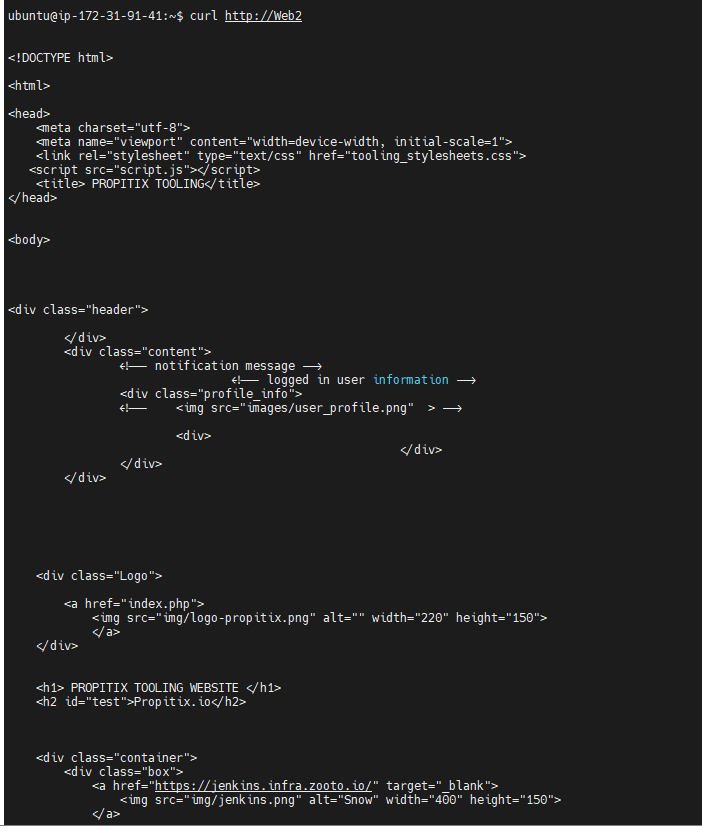 ubuntu@ip-172-31-91-41:~$ curl http://Web2
<!DOCTYPE html>
<html>
<head>
    <meta charset="utf-8">
    <meta name="viewport" content="width=device-width, initial-scale=1">
    <link rel="stylesheet" type="text/css" href="tooling_stylesheets.css">
   <script src="script.js"></script>
    <title> PROPITIX TOOLING</title>
</head>
<body>
<div class="header">
        </div>
        <div class="content">
                <!-- notification message -->
                                <!-- logged in user information -->
                <div class="profile_info">
                <!--    <img src="images/user_profile.png"  > -->
                        <div>
                                                        </div>
                </div>
        </div>
    <div class="Logo">
        <a href="index.php">
            <img src="img/logo-propitix.png" alt="" width="220" height="150">
            </a>
    </div>
    <h1> PROPITIX TOOLING WEBSITE </h1>
    <h2 id="test">Propitix.io</h2>
    <div class="container">
        <div class="box">
            <a href="https://jenkins.infra.zooto.io/" target="_blank">
                <img src="img/jenkins.png" alt="Snow" width="400" height="150">
            </a>